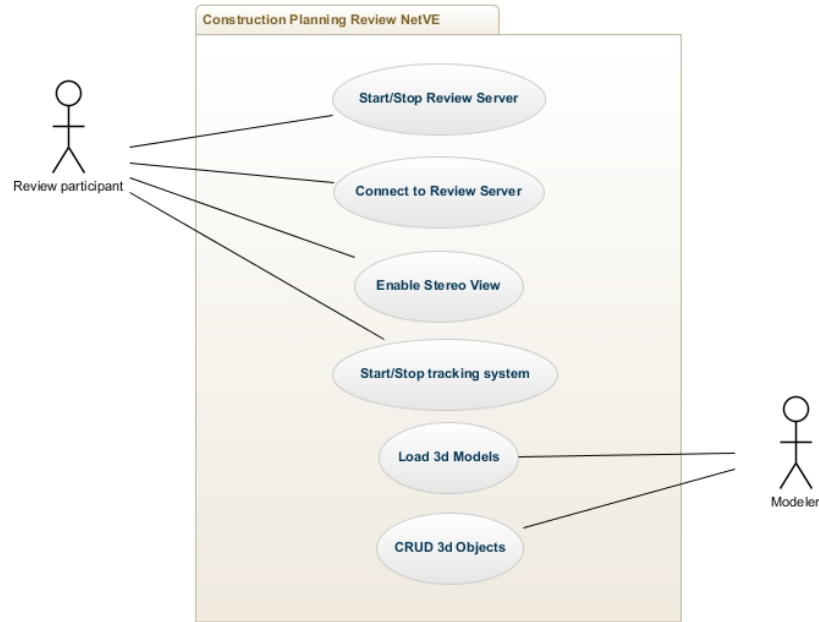 Construction Planning Review NetVE
Start/Stop Review Server
Review participant
Connect to Review Server
Enable Stereo View
Start/Stop tracking system
Load 3d Models
Modeler
CRUD 3d Objects